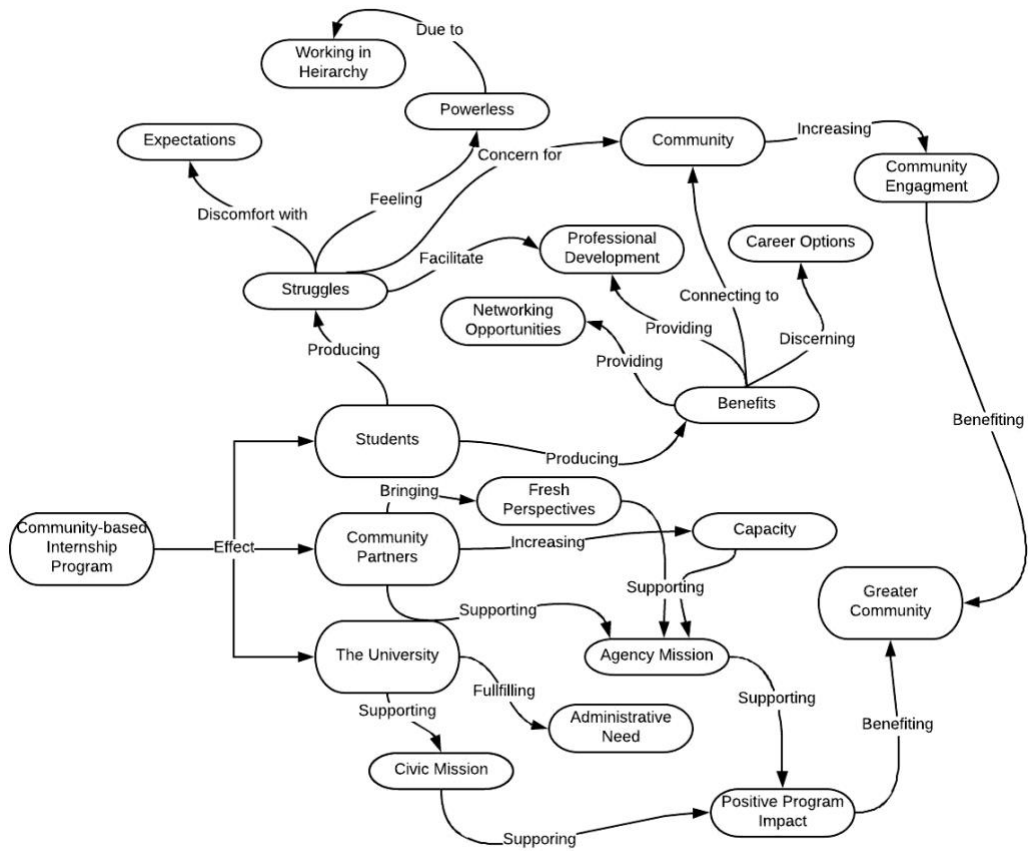 Due to
Working in
Heirarchy
Powerless
Expectations
Community
Increasing
Concern for
Community
Engagment
Feeling
Discomfort with
Professional
Development
Career Options
Facilitate
Struggles
Connecting to
Networking
Opportunities
Providing
Discerning
Producing
Providing
Benefits
Benefiting
Students
Producing
Bringing
Fresh
Perspectives
Community-based
Internship
Program
Effect
Community
Partners
Increasing
Capacity
Supporting
Greater
Community
Supporting
The University
Agency Mission
Fullfilling
Supporting
Supporting
Administrative
Need
Benefiting
Civic Mission
Positive Program
Impact
Supporing